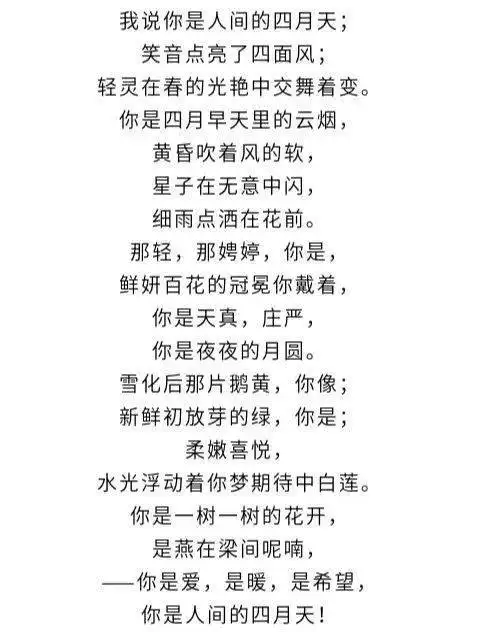 我说你是人间的四月天；
笑音点亮了四面风；
轻灵在春的光艳中交舞着变。
你是四月早天里的云烟，
黄昏吹着风的软，
星子在无意中闪，
细雨点洒在花前。
那轻，那娉婷，你是，
鲜妍百花的冠冕你戴着，
你是天真，庄严，
你是夜夜的月圆。
雪化后那片鹅黄，你像；
新鲜初放芽的绿，你是；
柔嫩喜悦，
水光浮动着你梦期待中白莲。
你是一树一树的花开，
是燕在梁间呢喃，
——你是爱，是暖，是希望，
你是人间的四月天！